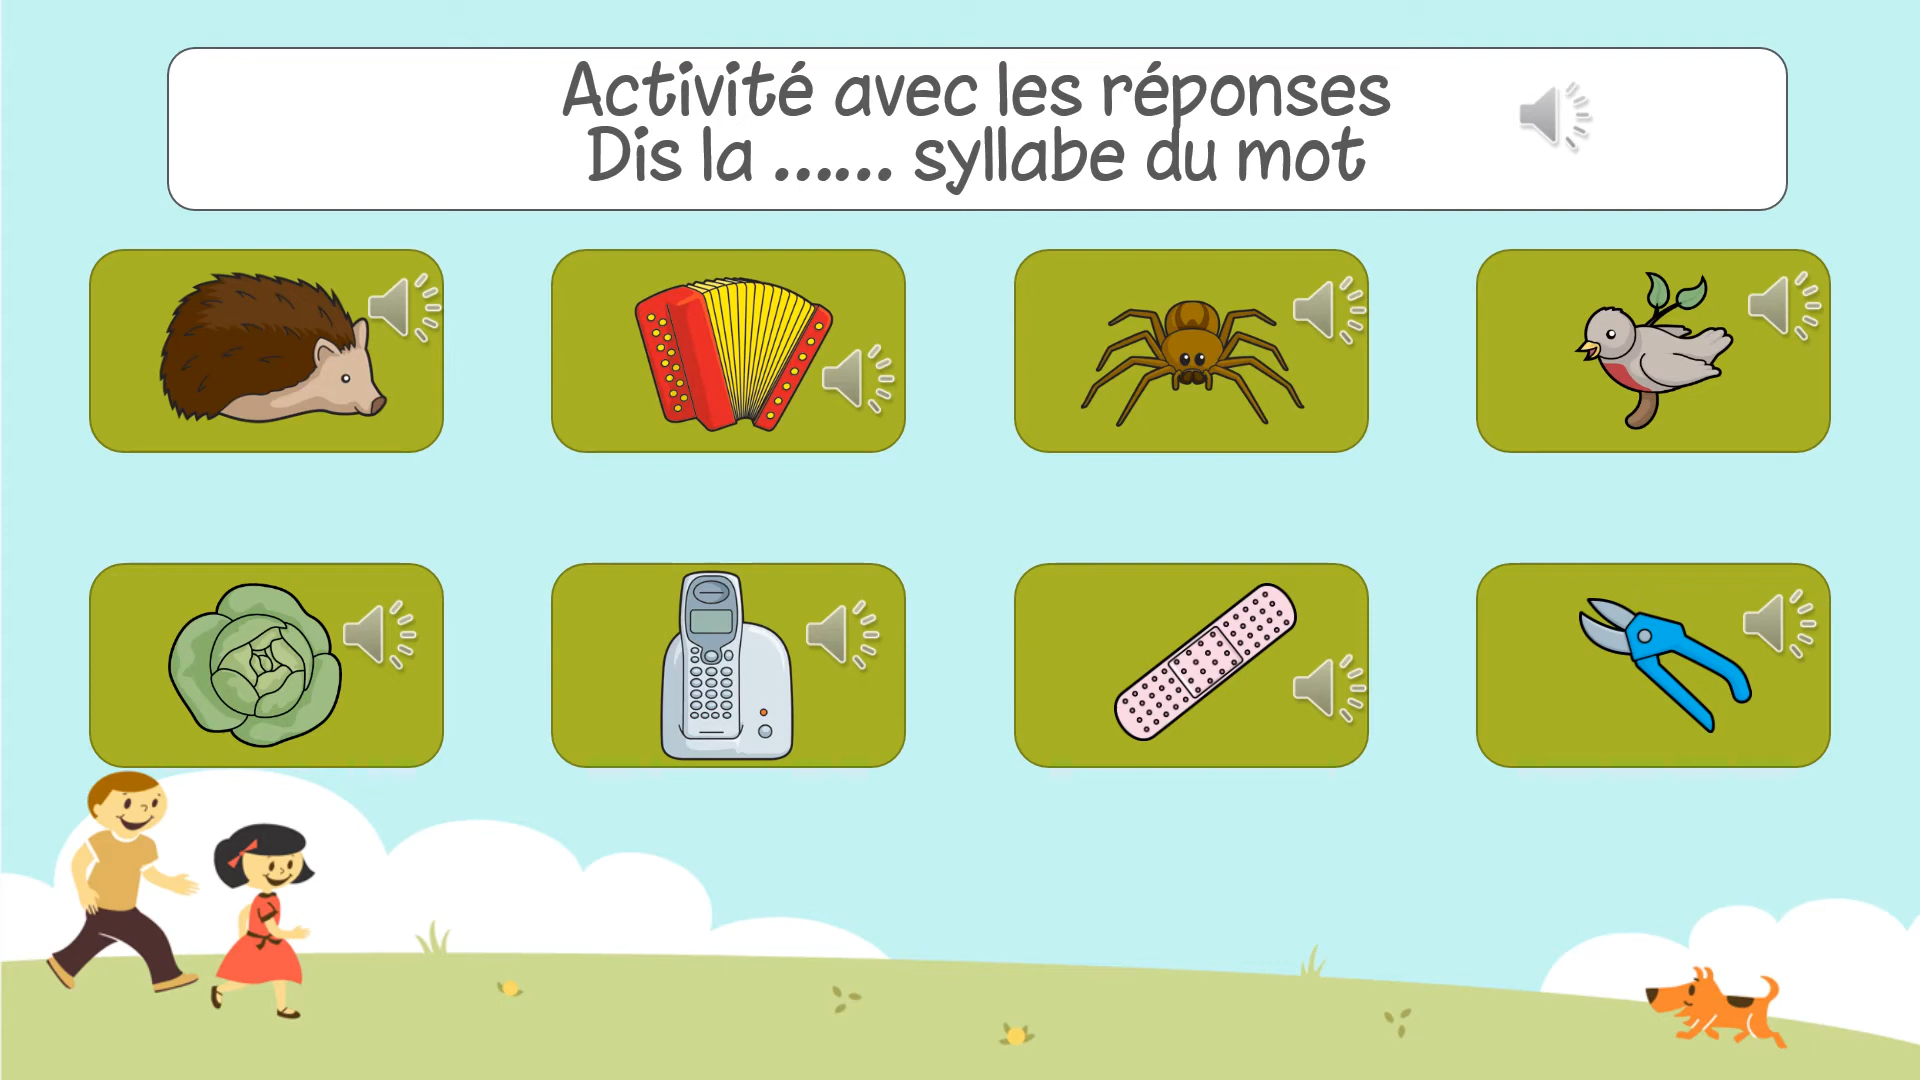 Activité avec les réponses
Dis la ...... syllabe du mot